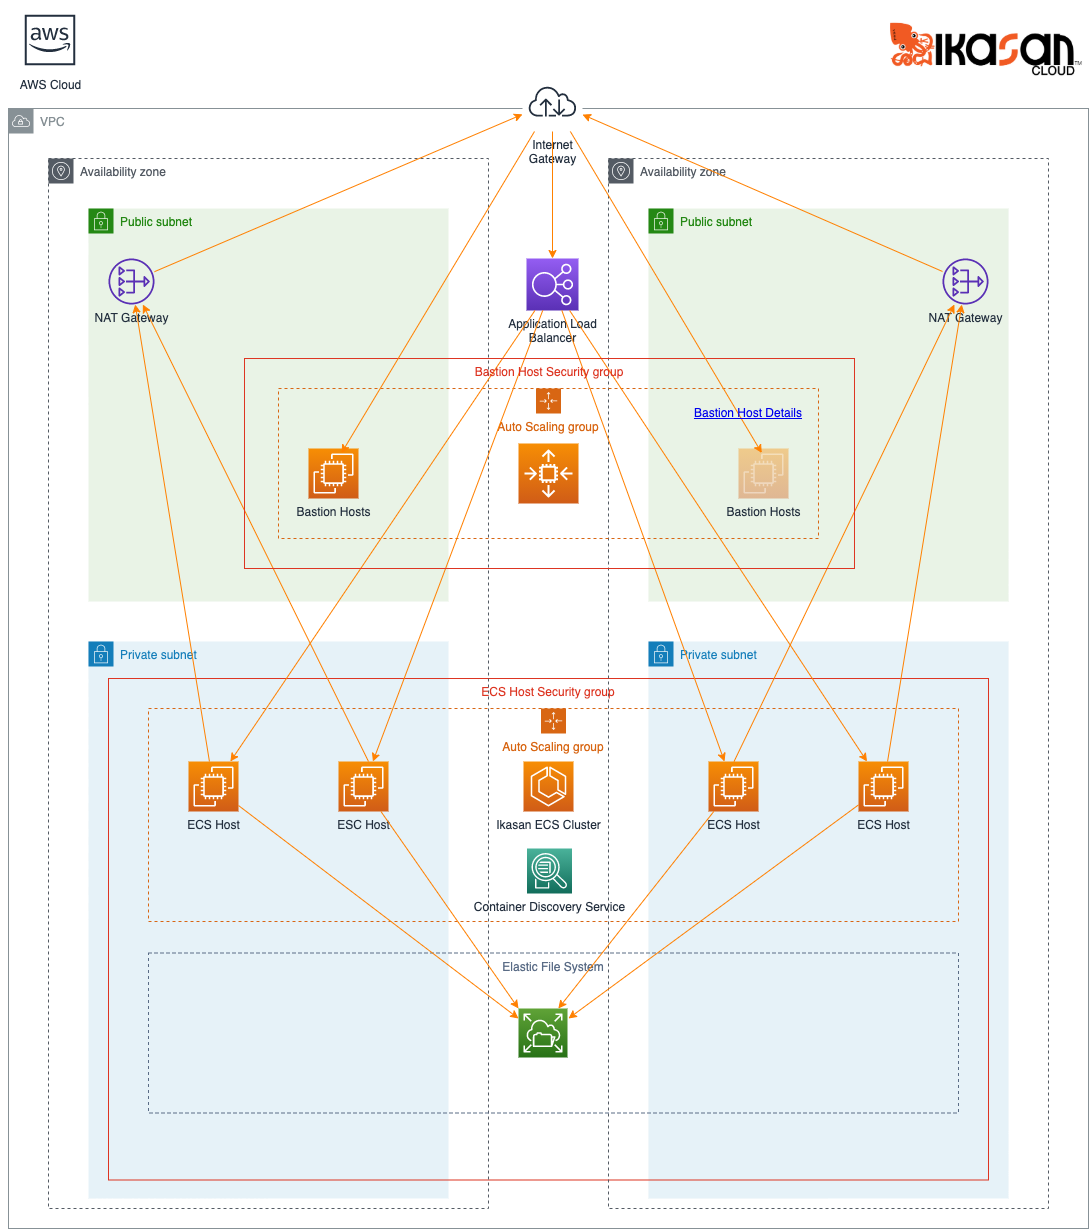 aws
AWS Cloud
IKASAN
CLOUD
TM
VPC
Internet
Gateway
Availability zone
Availability zone
Public subnet
Public subnet
NAT Gateway
NAT Gateway
Application Load
Balancer
Bastion Host Security group
Bastion Host Details
Auto Scaling group
Bastion Hosts
Bastion Hosts
Private subnet
Private subnet
ECS Host Security group
Auto Scaling group
ECS Host
ESC Host
Ikasan ECS Cluster
ECS Host
ECS Host
Container Discovery Service
Elastic File System